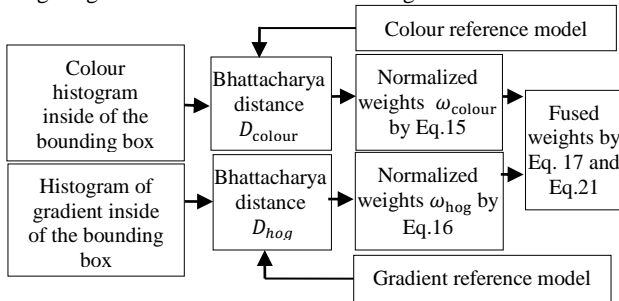 Colour reference model
Colour
histogram
inside of the
bounding box
Bhattacharya
distance
D_colour
Normalized
weights ω_colour
by Eq.15
Fused
weights by
Eq. 17 and
Eq.21
Histogram of
gradient inside
of the bounding
box
Bhattacharya
distance
D_hog
Normalized
weights ω_hog by
Eq.16
Gradient reference model